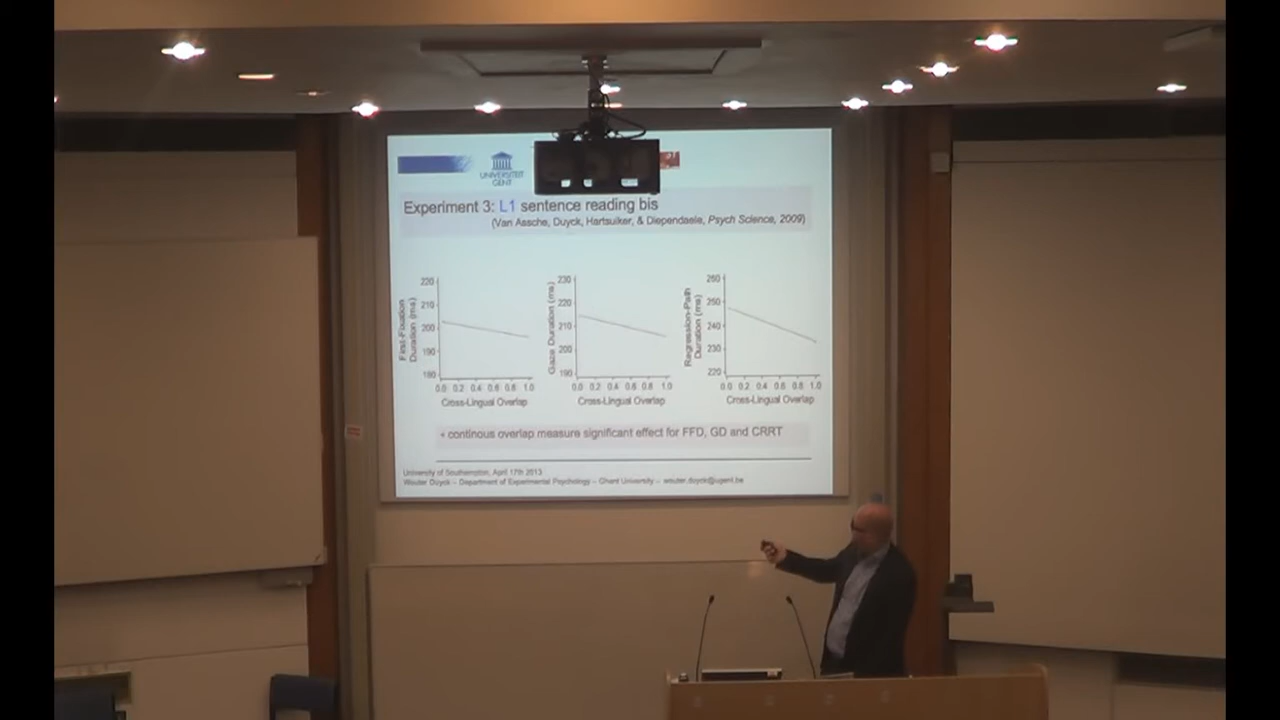 UNIVERSITEIT
GENT
Experiment 3: L1 sentence reading bis
(Van Assche, Duyck, Hartsuiker, & Diependaele, Psych Science, 2009)
First-Fixation
Duration (ms)
220
210
200
190
180
0.0 0.2 0.4 0.6 0.8 1.0
Cross-Lingual Overlap
Gaze Duration (ms)
230
220
210
200
190
0.0 0.2 0.4 0.6 0.8 1.0
Cross-Lingual Overlap
Regression-Path
Duration (ms)
260
250
240
230
220
0.0 0.2 0.4 0.6 0.8 1.0
Cross-Lingual Overlap
• continous overlap measure significant effect for FFD, GD and CRRT
University of Southampton, April 17th 2013
Wouter Duyck – Department of Experimental Psychology – Ghent University – wouter.duyck@ugent.be